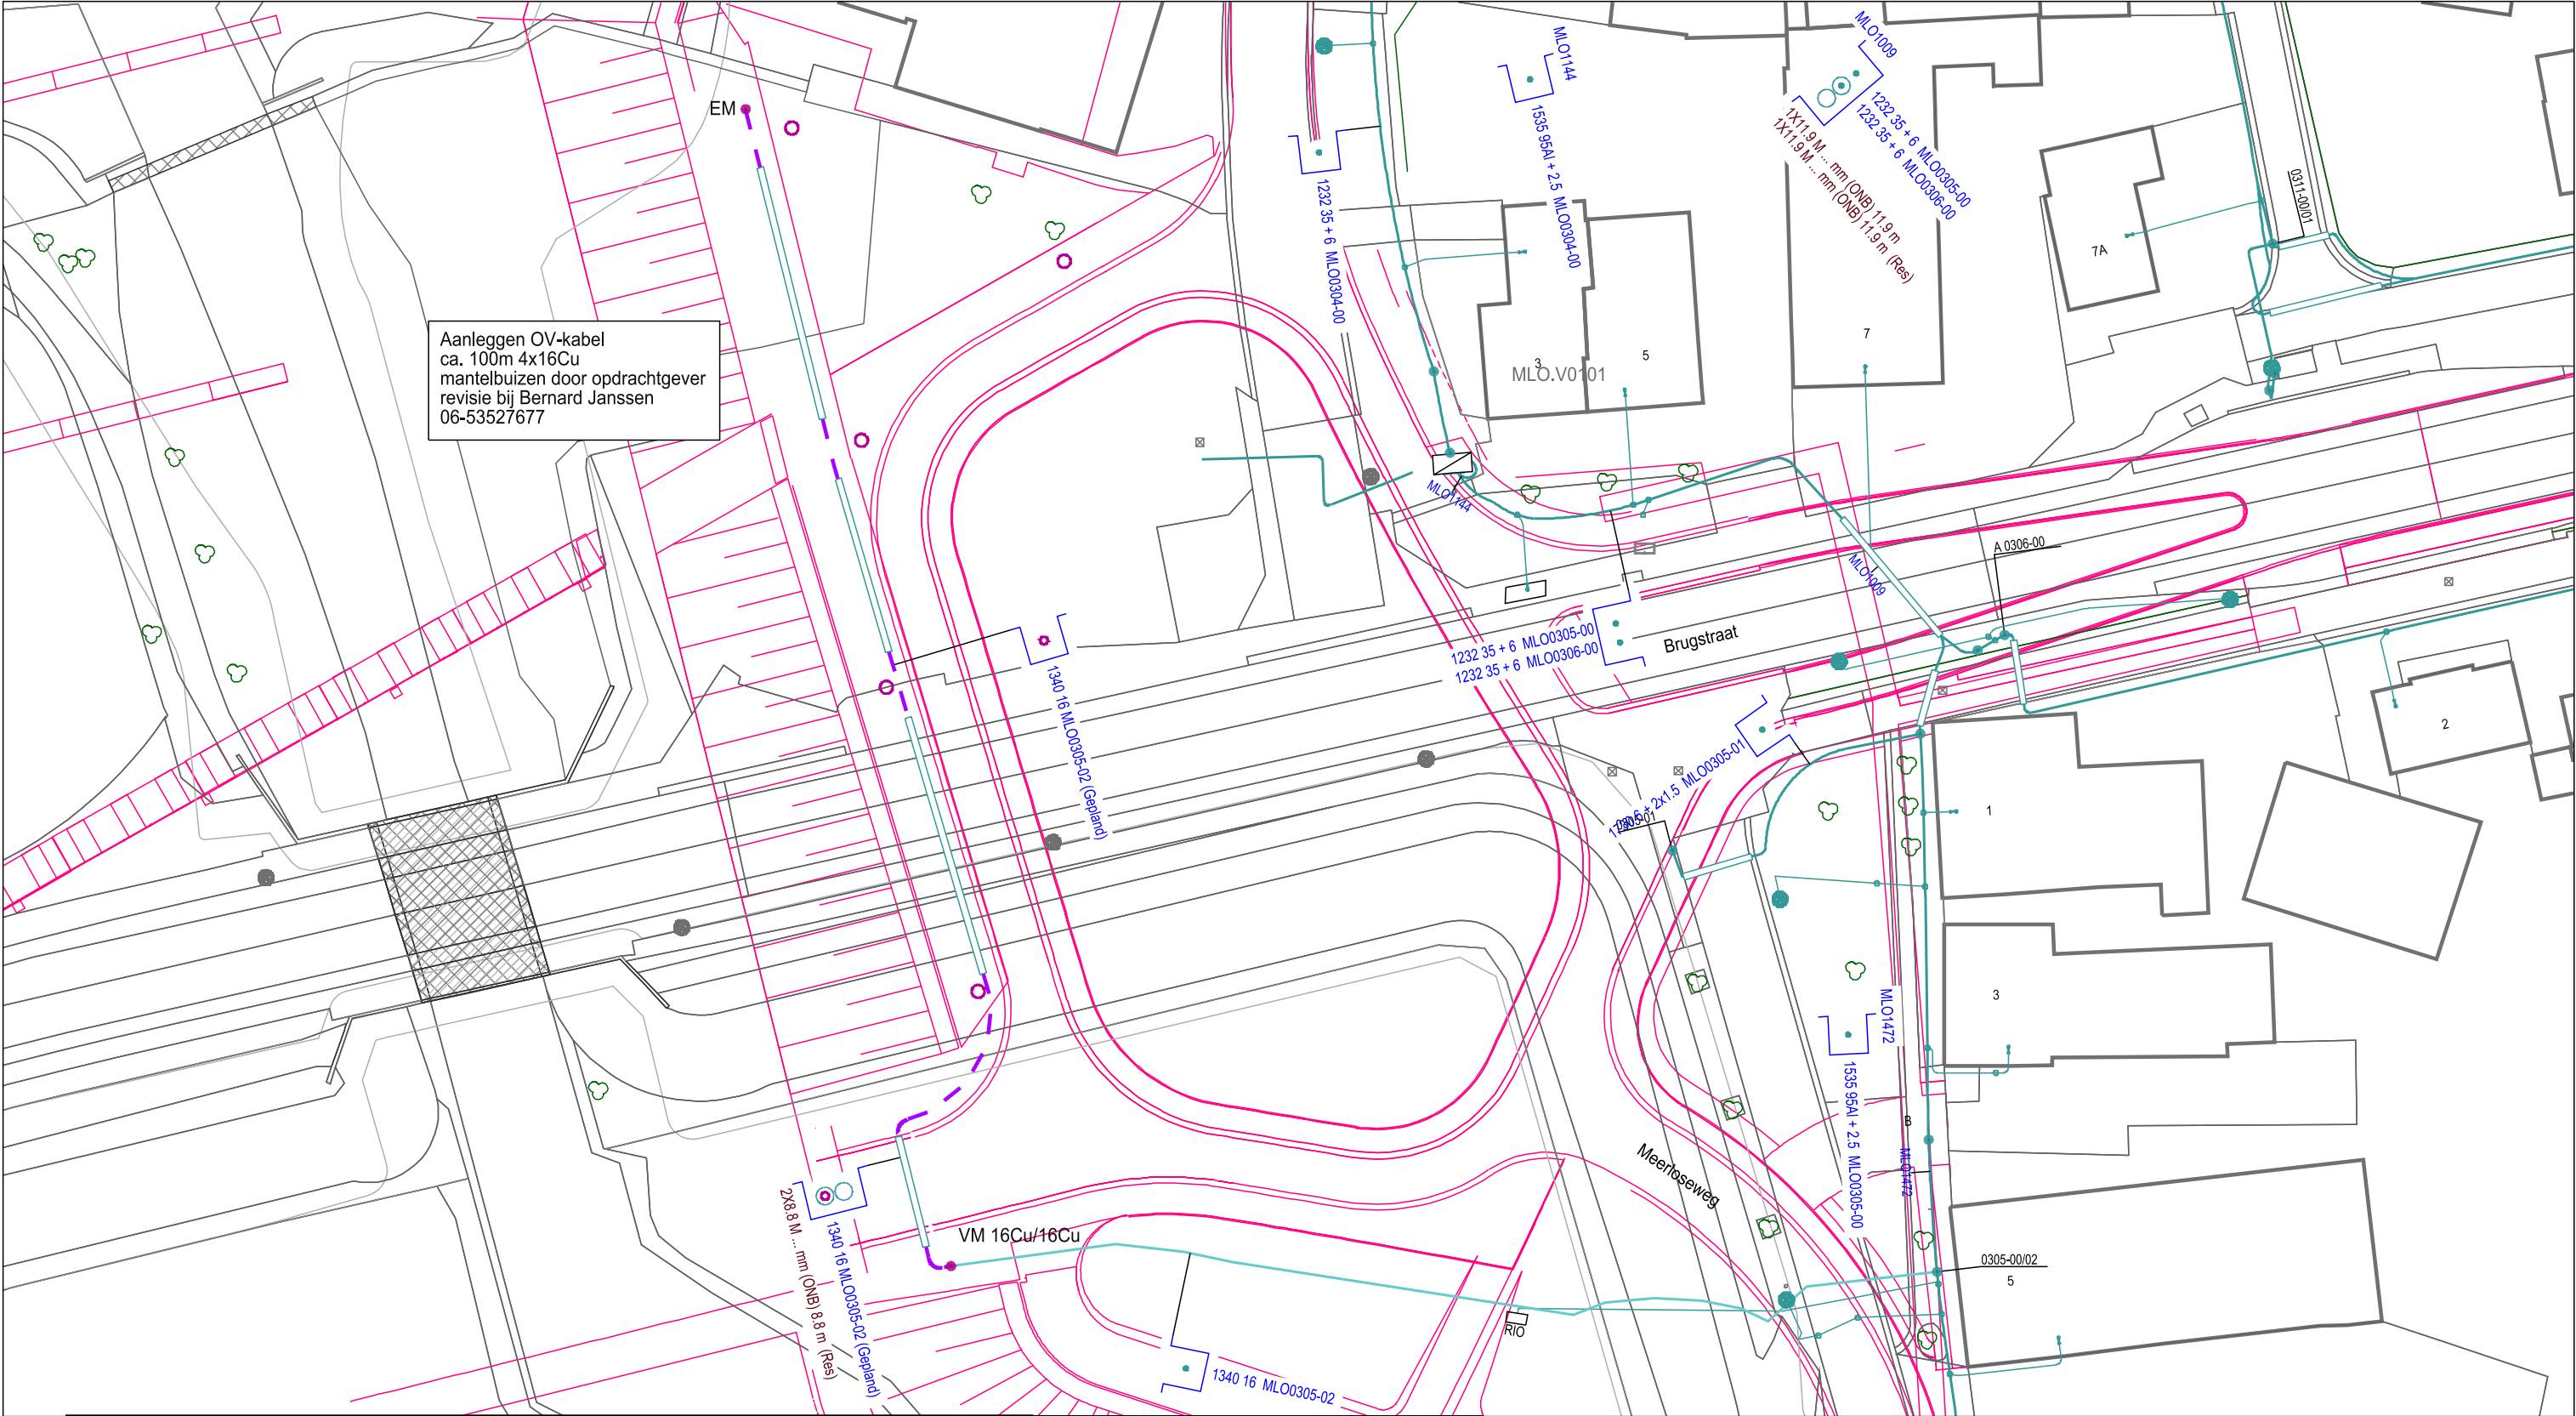 MLO1009
MLO1144
EM
1232 35 + 6 MLO0305-00
1232 35 + 6 MLO0306-00
1X11.9 M ... mm (ONB) 11.9 m
1X11.9 M ... mm (ONB) 11.9 m (Res)
1535 95Al + 2.5 MLO0304-00
1232 35 + 6 MLO0304-00
0311-00/01
7A
Aanleggen OV-kabel
ca. 100m 4x16Cu
mantelbuizen door opdrachtgever
revisie bij Bernard Janssen
06-53527677
7
5
3
MLO.V0101
MLO1144
A 0306-00
MLO1009
1232 35 + 6 MLO0305-00
1232 35 + 6 MLO0306-00
Brugstraat
1340 16 MLO0305-02 (Gepland)
2
+ 2x1.5 MLO0305-01
0305-01
1
3
MLO1472
1535 95Al + 2.5 MLO0305-00
B
MLO1472
Meerloseweg
2X8.8 M ... mm (ONB) 8.8 m (Res)
1340 16 MLO0305-02 (Gepland)
VM 16Cu/16Cu
0305-00/02
5
RIO
1340 16 MLO0305-02